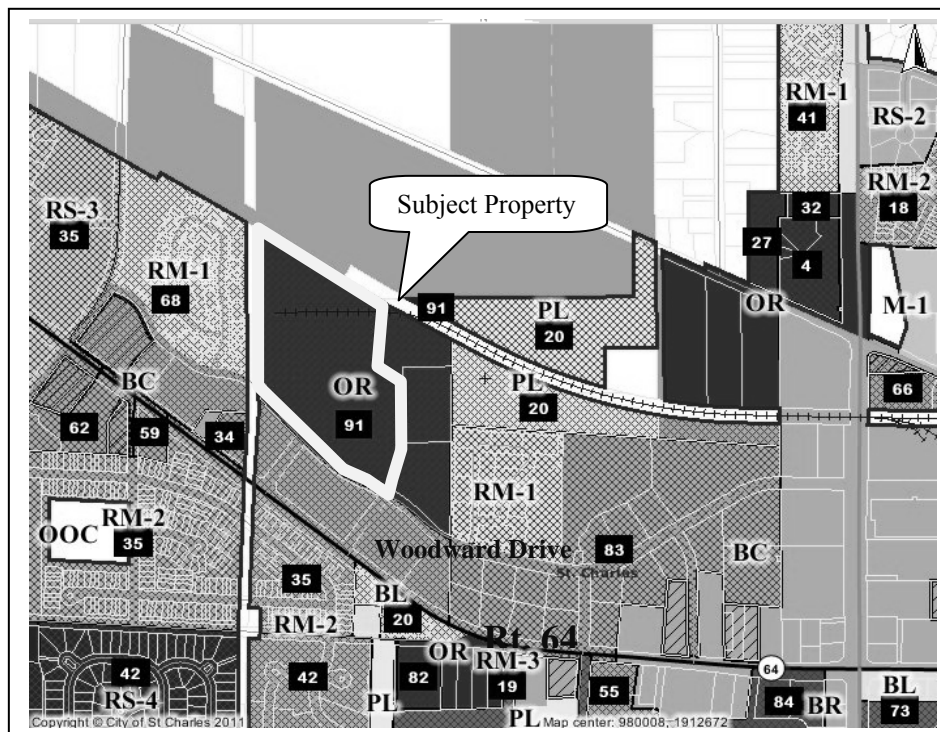 RM-1
41
RS-2
RM-2
18
32
27
4
Subject Property
RS-3
35
RM-1
68
91
PL
20
OR
M-1
BC
OR
91
PL
20
66
62
59
34
RM-1
OOC
RM-2
35
Woodward Drive
83
St. Charles
BC
35
BL
20
RM-2
Rt. 64
64
42
RS-4
42
PL
82
OR
RM-3
19
PL
55
84
BR
BL
73
Copyright © City of St Charles 2011
Map center: 980008, 1912672